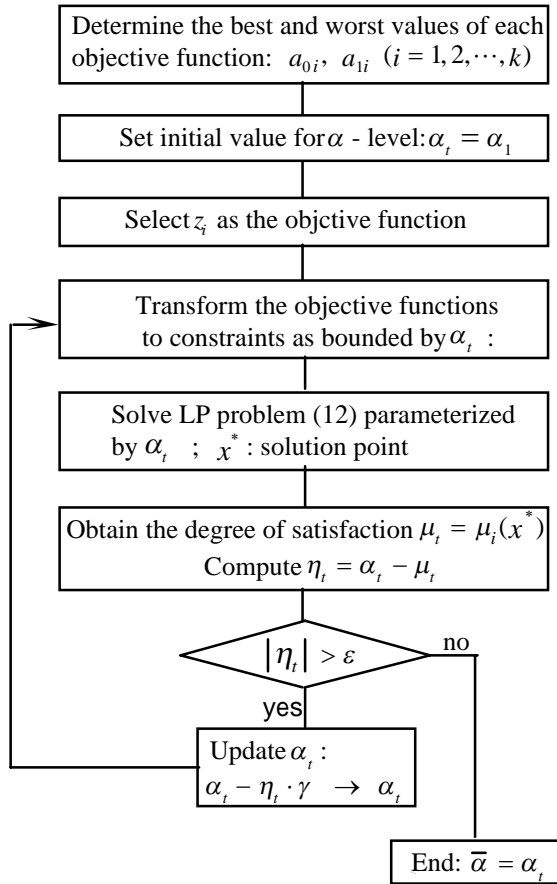 Determine the best and worst values of each
objective function: a₀ᵢ, a₁ᵢ (i = 1, 2, ⋯, k)
Set initial value for α - level: αₜ = α₁
Select zᵢ as the objctive function
Transform the objective functions
to constraints as bounded by αₜ :
Solve LP problem (12) parameterized
by αₜ ; x* : solution point
Obtain the degree of satisfaction μₜ = μᵢ(x*)
Compute ηₜ = αₜ − μₜ
|ηₜ| > ε
no
yes
Update αₜ :
αₜ − ηₜ · γ → αₜ
End: ᾱ = αₜ